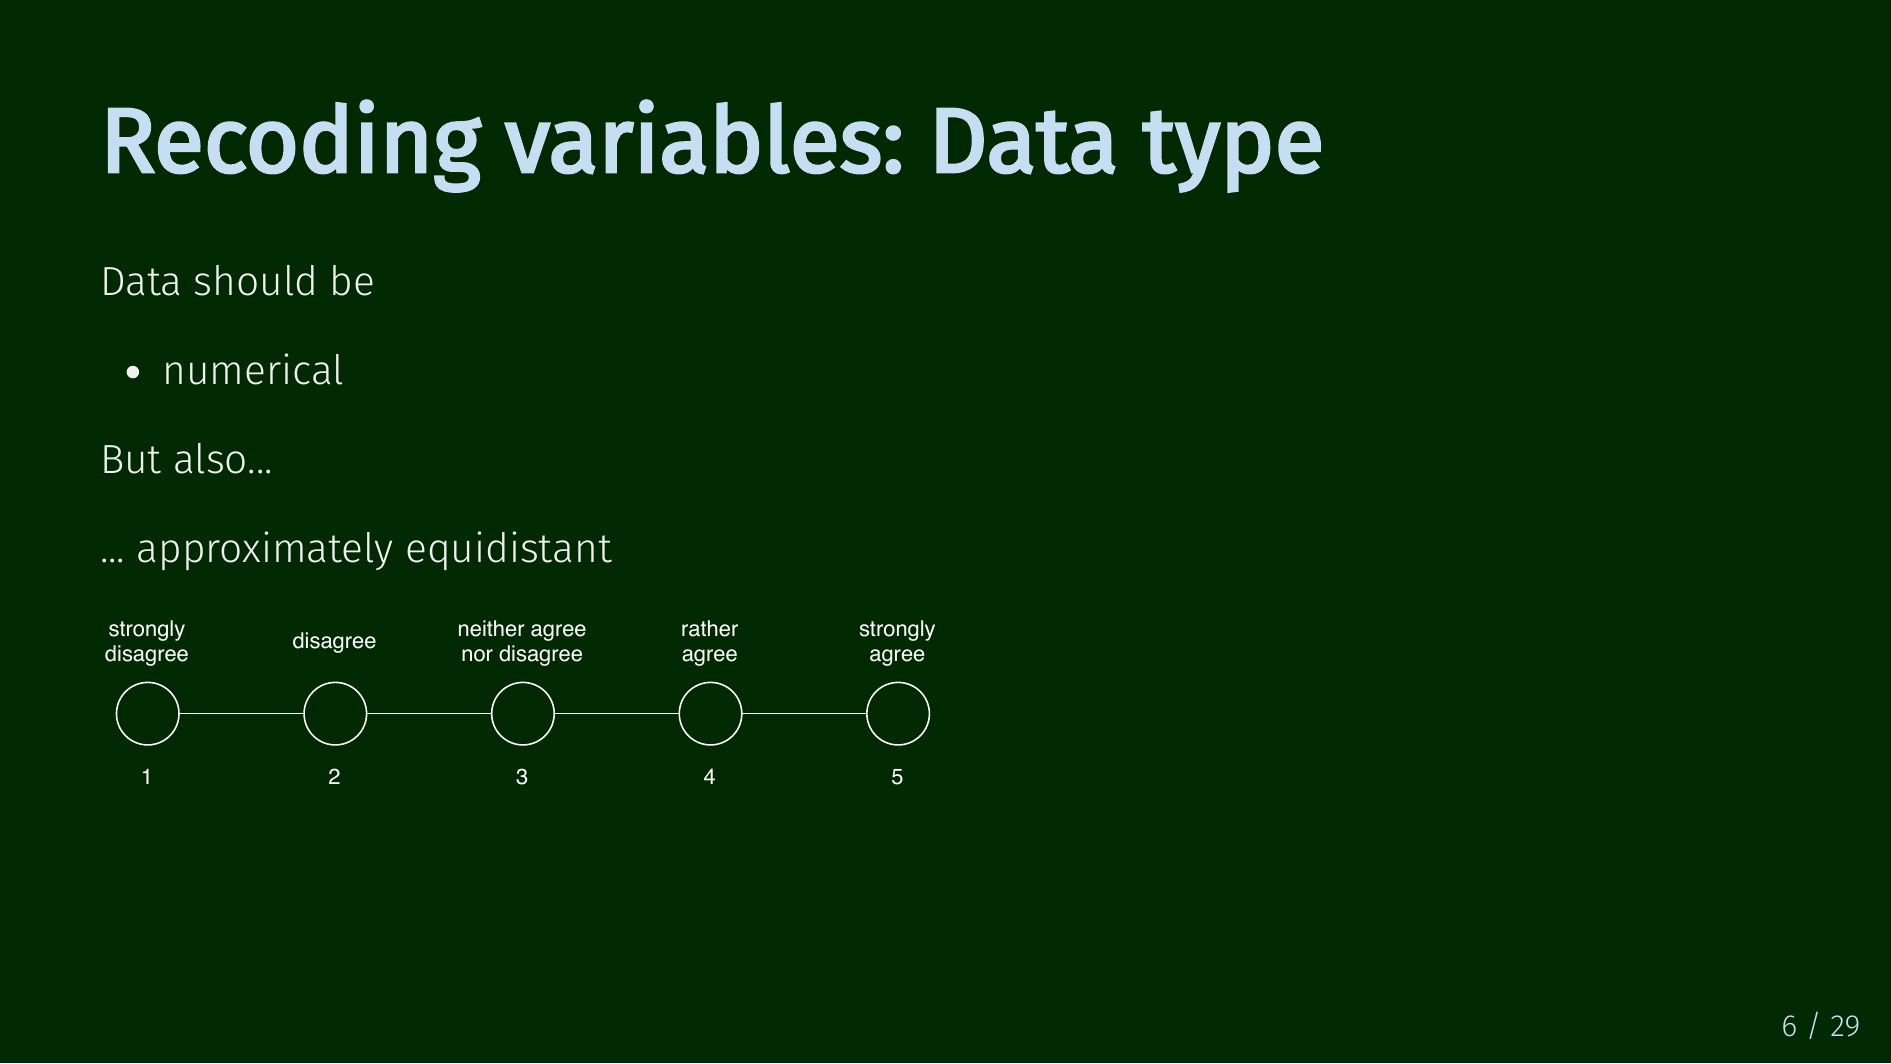 Recoding variables: Data type
Data should be
• numerical
But also...
... approximately equidistant
strongly disagree
disagree
neither agree nor disagree
rather agree
strongly agree
1 2 3 4 5
6 / 29